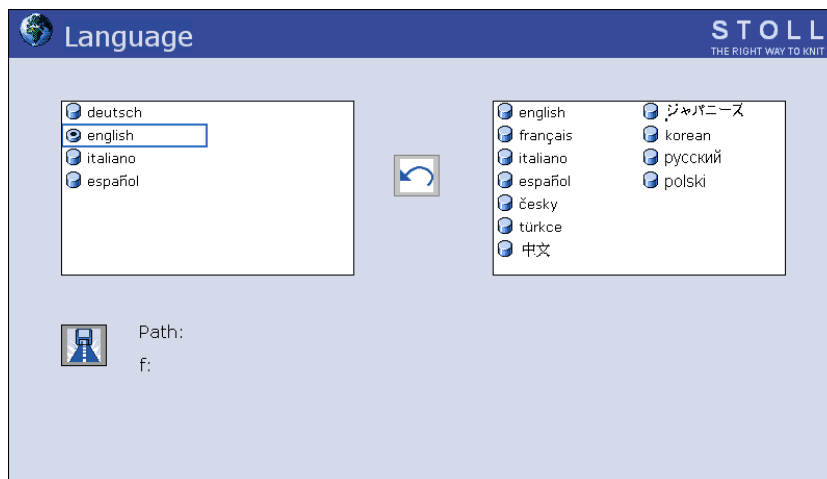 Language
STOLL
THE RIGHT WAY TO KNIT
deutsch
english
italiano
español
english
français
italiano
español
česky
türkce
中文
ジャパニーズ
korean
русский
polski
Path:
f: